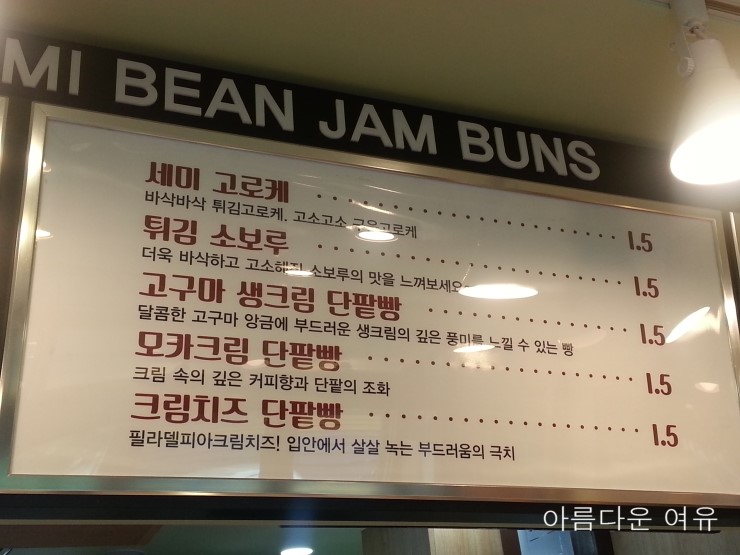 MI BEAN JAM BUNS
세미 고로케 1.5
바삭바삭 튀김고로케, 고소고소 구운고로케
튀김 소보루 1.5
더욱 바삭하고 고소해진 소보루의 맛을 느껴보세요~
고구마 생크림 단팥빵 1.5
달콤한 고구마 앙금에 부드러운 생크림의 깊은 풍미를 느낄 수 있는 빵
모카크림 단팥빵 1.5
크림 속의 깊은 커피향과 단팥의 조화
크림치즈 단팥빵 1.5
필라델피아크림치즈! 입안에서 살살 녹는 부드러움의 극치
아름다운 여유